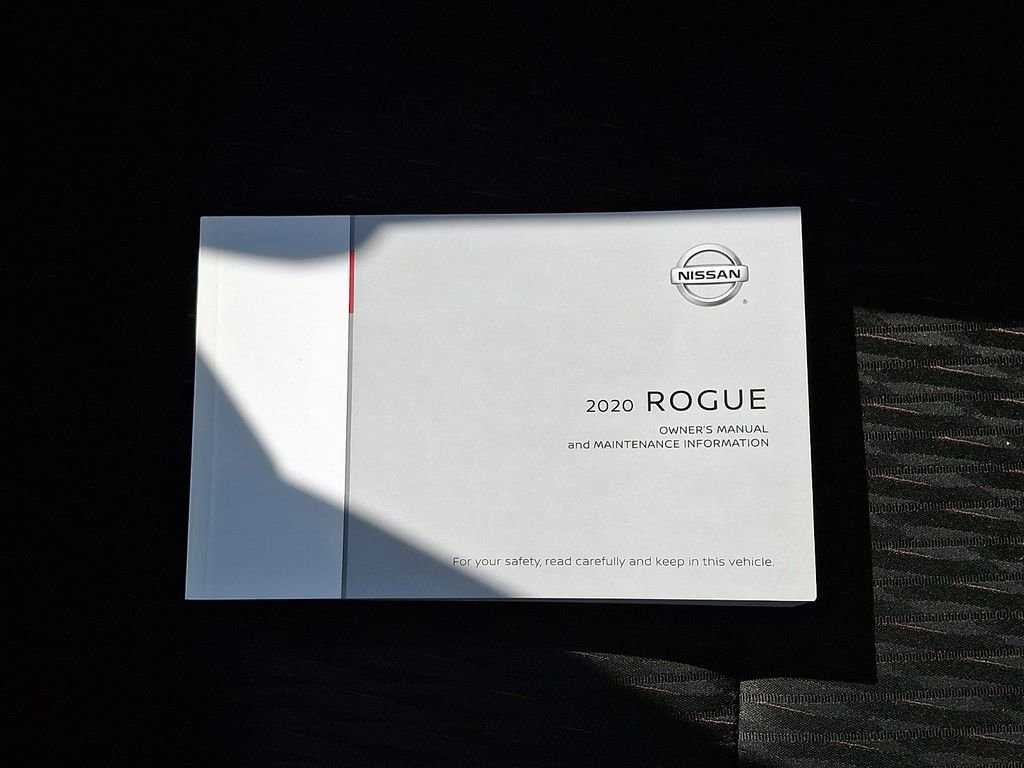 NISSAN
®
2020 ROGUE
OWNER'S MANUAL
and MAINTENANCE INFORMATION
For your safety, read carefully and keep in this vehicle.